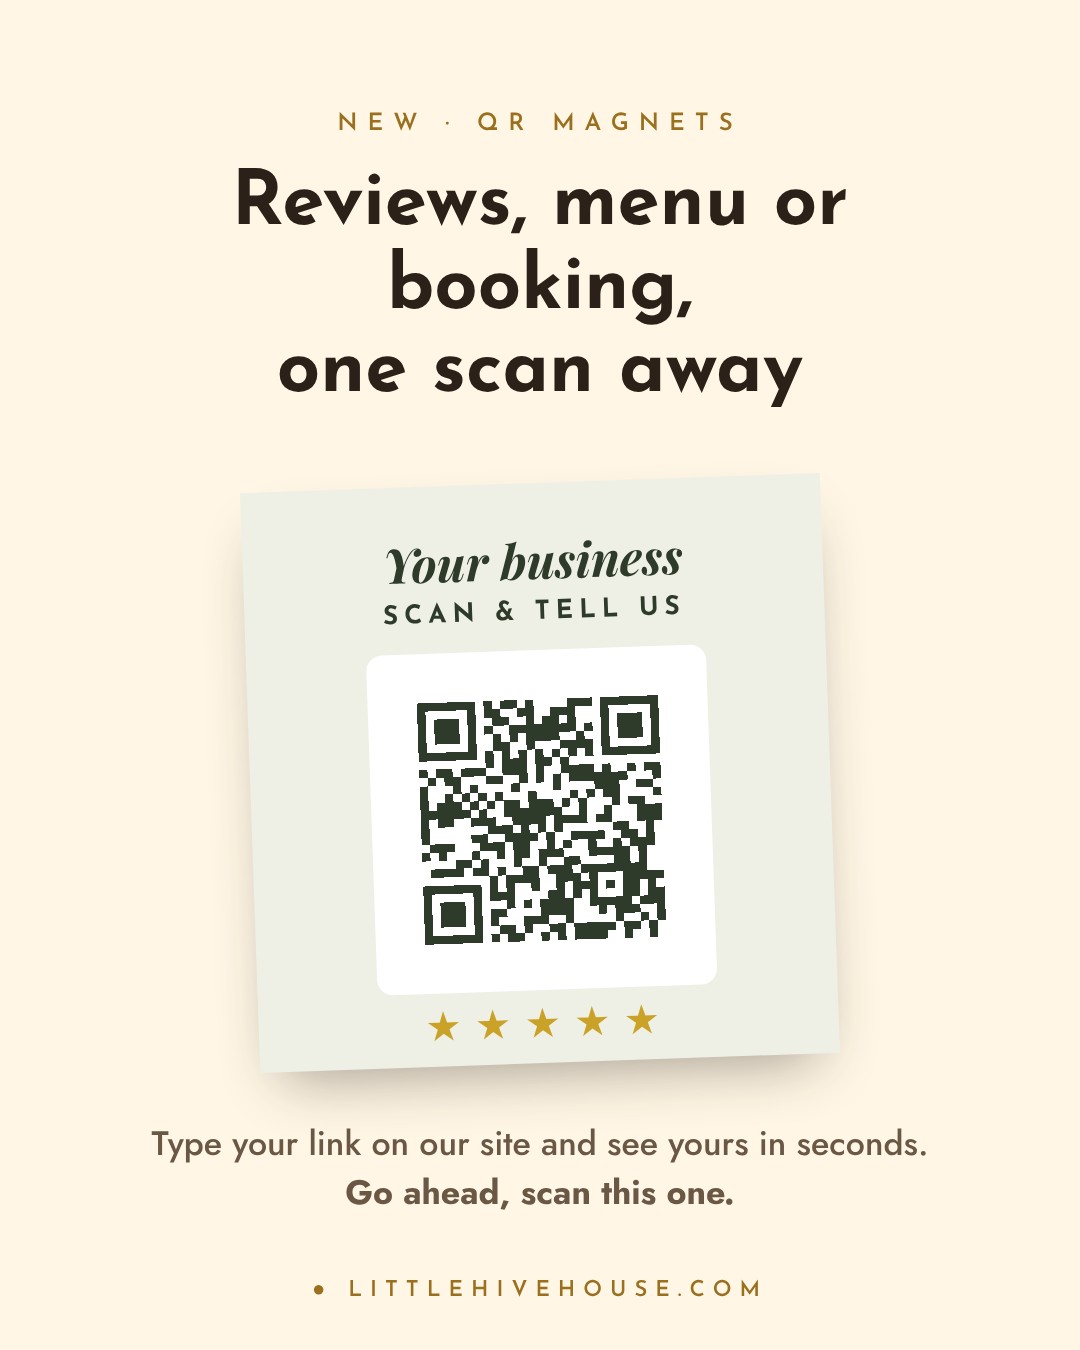 NEW · QR MAGNETS
Reviews, menu or
booking,
one scan away
Your business
SCAN & TELL US
Type your link on our site and see yours in seconds.
Go ahead, scan this one.
• LITTLEHIVEHOUSE.COM